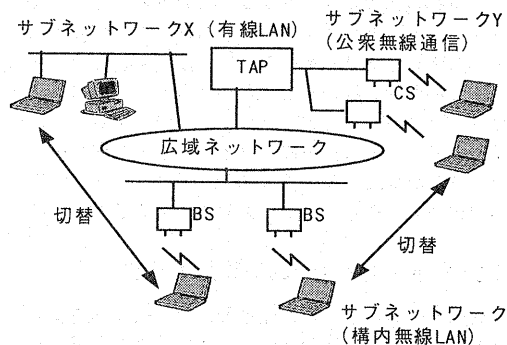 サブネットワークX (有線LAN)
サブネットワークY
(公衆無線通信)
TAP
CS
広域ネットワーク
BS
BS
切替
切替
サブネットワーク
(構内無線LAN)